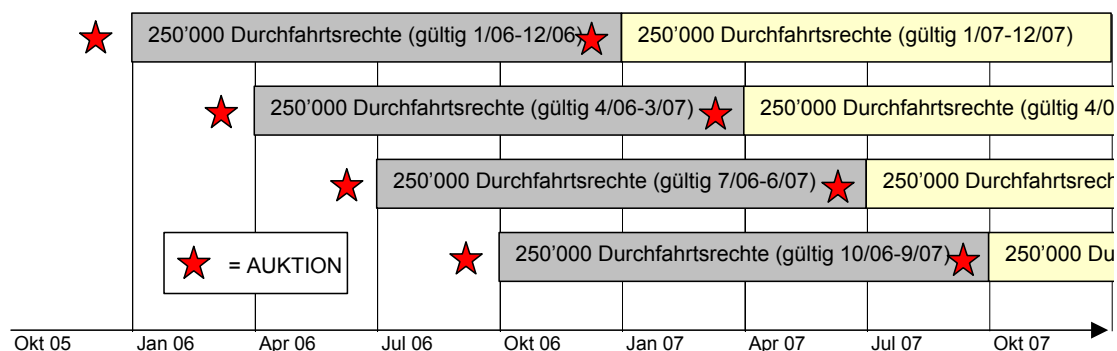 250’000 Durchfahrtsrechte (gültig 1/06-12/06) 250’000 Durchfahrtsrechte (gültig 1/07-12/07)
250’000 Durchfahrtsrechte (gültig 4/06-3/07) 250’000 Durchfahrtsrechte (gültig 4/0
250’000 Durchfahrtsrechte (gültig 7/06-6/07) 250’000 Durchfahrtsrech
250’000 Durchfahrtsrechte (gültig 10/06-9/07) 250’000 Du
= AUKTION
Okt 05 Jan 06 Apr 06 Jul 06 Okt 06 Jan 07 Apr 07 Jul 07 Okt 07